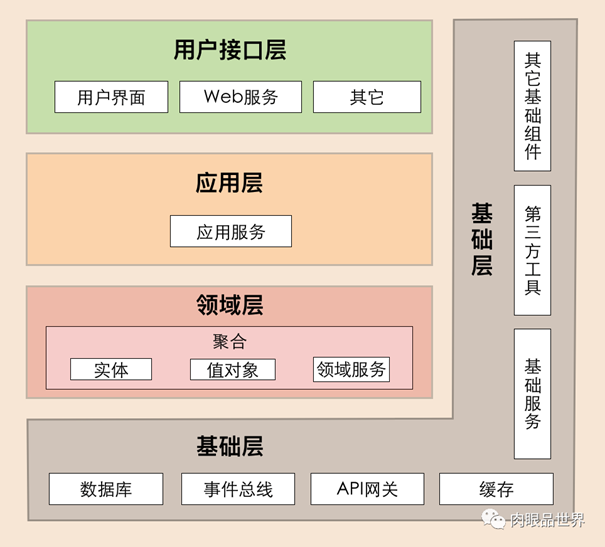 用户接口层
用户界面
Web服务
其它
应用层
应用服务
领域层
聚合
实体
值对象
领域服务
基础层
数据库
事件总线
API网关
缓存
基础层
其它基础组件
第三方工具
基础服务
肉眼品世界